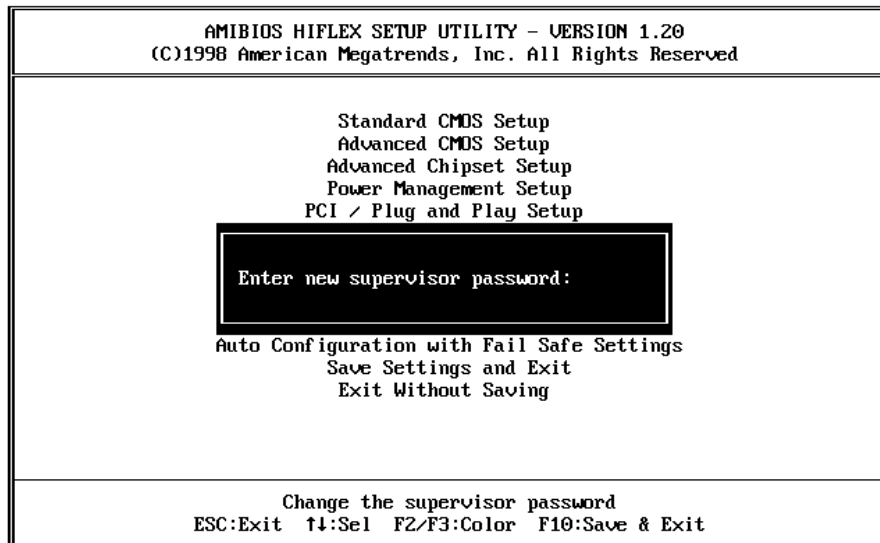 AMIBIOS HIFLEX SETUP UTILITY - VERSION 1.20
(C)1998 American Megatrends, Inc. All Rights Reserved
Standard CMOS Setup
Advanced CMOS Setup
Advanced Chipset Setup
Power Management Setup
PCI / Plug and Play Setup
Enter new supervisor password:
Auto Configuration with Fail Safe Settings
Save Settings and Exit
Exit Without Saving
Change the supervisor password
ESC:Exit ↑↓:Sel F2/F3:Color F10:Save & Exit